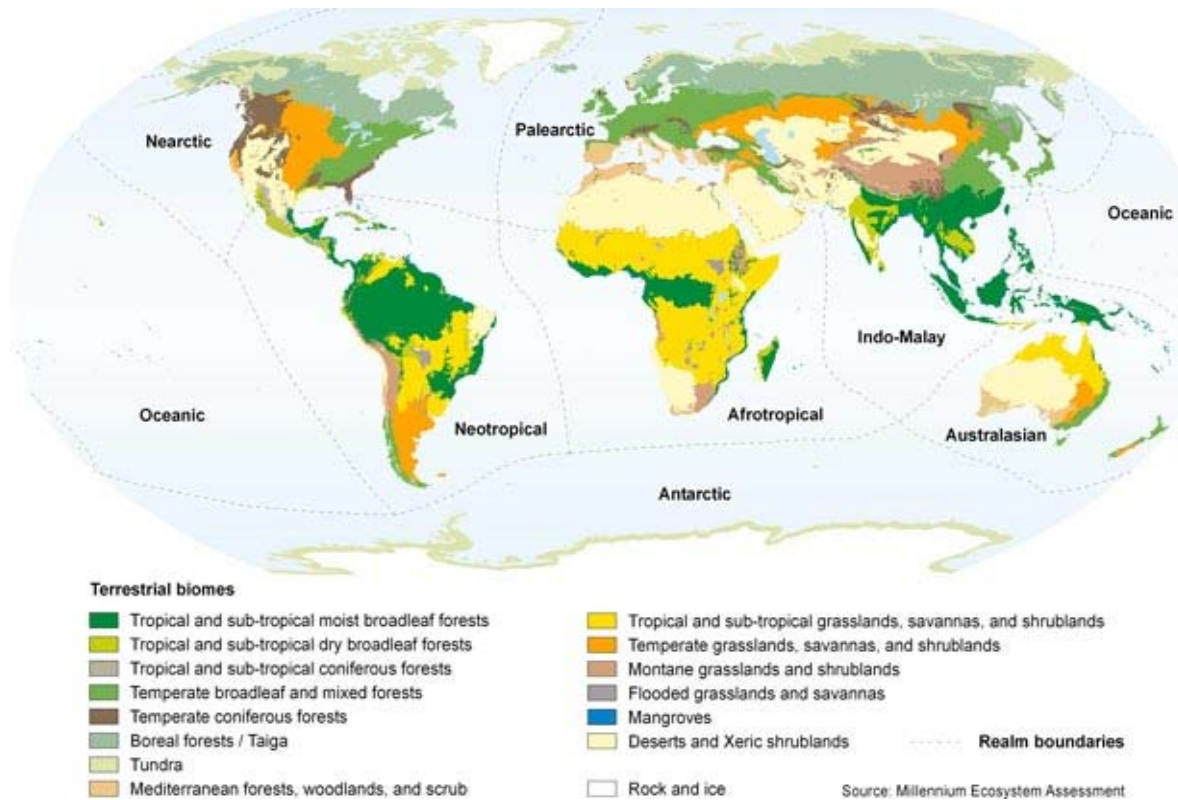 Nearctic
Palearctic
Oceanic
Indo-Malay
Oceanic
Neotropical
Afrotropical
Australasian
Antarctic
Terrestrial biomes
Tropical and sub-tropical moist broadleaf forests
Tropical and sub-tropical dry broadleaf forests
Tropical and sub-tropical coniferous forests
Temperate broadleaf and mixed forests
Temperate coniferous forests
Boreal forests / Taiga
Tundra
Mediterranean forests, woodlands, and scrub
Tropical and sub-tropical grasslands, savannas, and shrublands
Temperate grasslands, savannas, and shrublands
Montane grasslands and shrublands
Flooded grasslands and savannas
Mangroves
Deserts and Xeric shrublands
Realm boundaries
Rock and ice
Source: Millennium Ecosystem Assessment